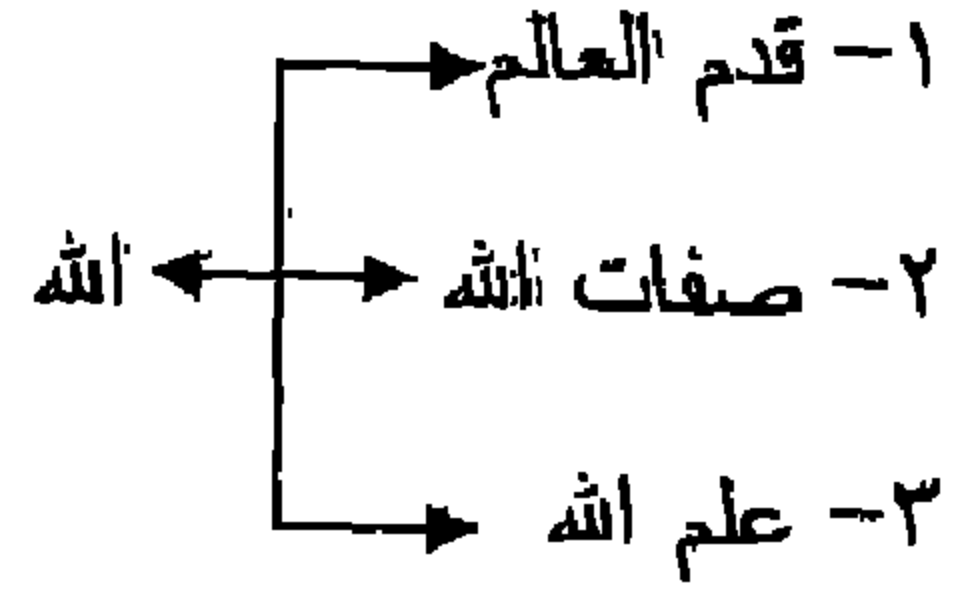 ١ - قدم العالم
٢ - صفات الله
الله
٣ - علم الله